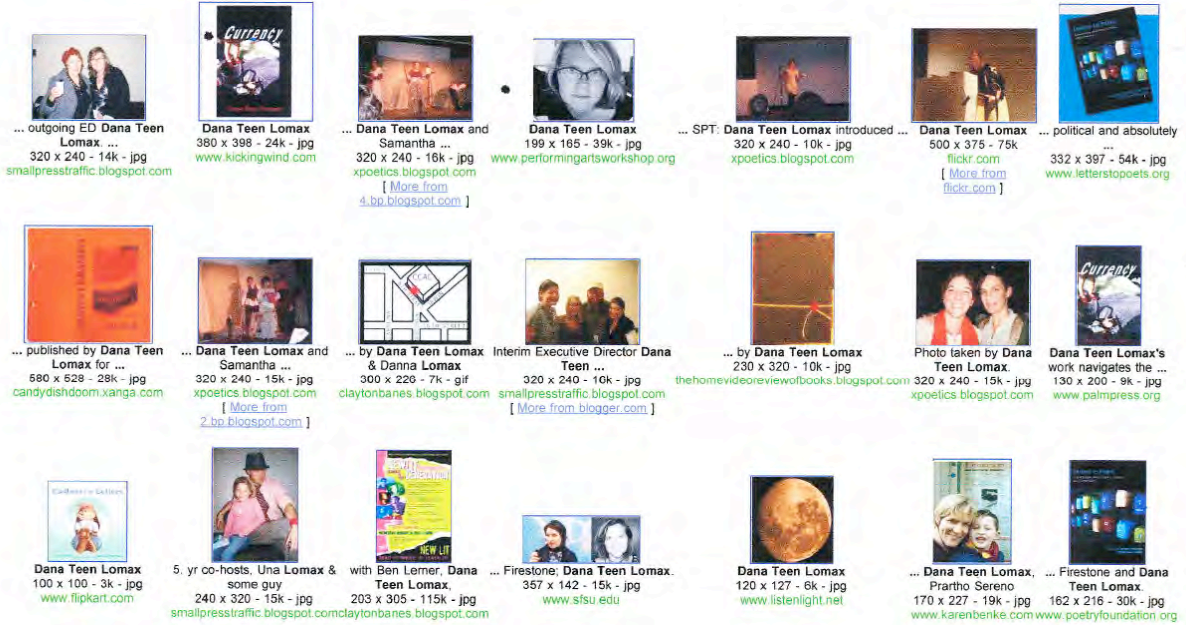 Currency
... outgoing ED Dana Teen
Lomax. ...
320 x 240 - 14k - jpg
smallpresstraffic.blogspot.com
Dana Teen Lomax
380 x 398 - 24k - jpg
www.kickingwind.com
... Dana Teen Lomax and
Samantha ...
320 x 240 - 16k - jpg
xpoetics.blogspot.com
[ More from
4.bp.blogspot.com ]
Dana Teen Lomax
199 x 165 - 39k - jpg
www.performingartsworkshop.org
... SPT: Dana Teen Lomax introduced ...
320 x 240 - 10k - jpg
xpoetics.blogspot.com
Dana Teen Lomax
500 x 375 - 75k
flickr.com
[ More from
flickr.com ]
... political and absolutely
...
332 x 397 - 54k - jpg
www.letterstopoets.org
... published by Dana Teen
Lomax for ...
580 x 528 - 28k - jpg
candydishdoom.xanga.com
... Dana Teen Lomax and
Samantha ...
320 x 240 - 15k - jpg
xpoetics.blogspot.com
[ More from
2.bp.blogspot.com ]
CCAC
... by Dana Teen Lomax
& Danna Lomax
300 x 226 - 7k - gif
claytonbanes.blogspot.com
Interim Executive Director Dana
Teen ...
320 x 240 - 16k - jpg
smallpresstraffic.blogspot.com
[ More from blogger.com ]
... by Dana Teen Lomax
230 x 320 - 10k - jpg
thehomevideoreviewofbooks.blogspot.com
Photo taken by Dana
Teen Lomax.
320 x 240 - 15k - jpg
xpoetics.blogspot.com
Currency
Dana Teen Lomax's
work navigates the ...
130 x 200 - 9k - jpg
www.palmpress.org
Dana Teen Lomax
100 x 100 - 3k - jpg
www.flipkart.com
5. yr co-hosts, Una Lomax &
some guy
240 x 320 - 15k - jpg
smallpresstraffic.blogspot.com
NEW LIT
GENERATION
NEW LIT
with Ben Lerner, Dana
Teen Lomax,
203 x 305 - 115k - jpg
claytonbanes.blogspot.com
... Firestone; Dana Teen Lomax.
357 x 142 - 15k - jpg
www.sfsu.edu
Dana Teen Lomax
120 x 127 - 6k - jpg
www.listenlight.net
... Dana Teen Lomax,
Prartho Sereno
170 x 227 - 19k - jpg
www.karenbenke.com
... Firestone and Dana
Teen Lomax.
162 x 216 - 30k - jpg
www.poetryfoundation.org